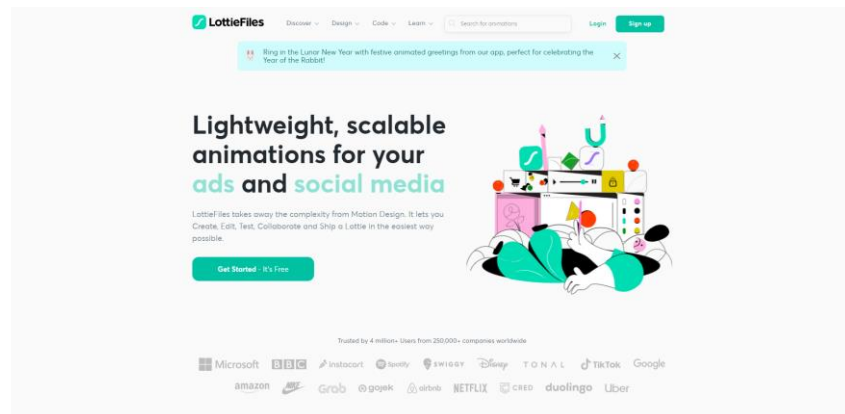 LottieFiles Discover Design Code Learn Search for animations Login Sign up
Ring in the Lunar New Year with festive animated greetings from our app, perfect for celebrating the
Year of the Rabbit!
Lightweight, scalable
animations for your
ads and social media
LottieFiles takes away the complexity from Motion Design. It lets you
Create, Edit, Test, Collaborate and Ship a Lottie in the easiest way
possible.
Get Started - It's Free
Trusted by 4 million+ Users from 250,000+ companies worldwide
Microsoft BBC instacart Spotify SWIGGY Disney TONAL TikTok Google
amazon NIKE Grab gojek airbnb NETFLIX CRED duolingo Uber